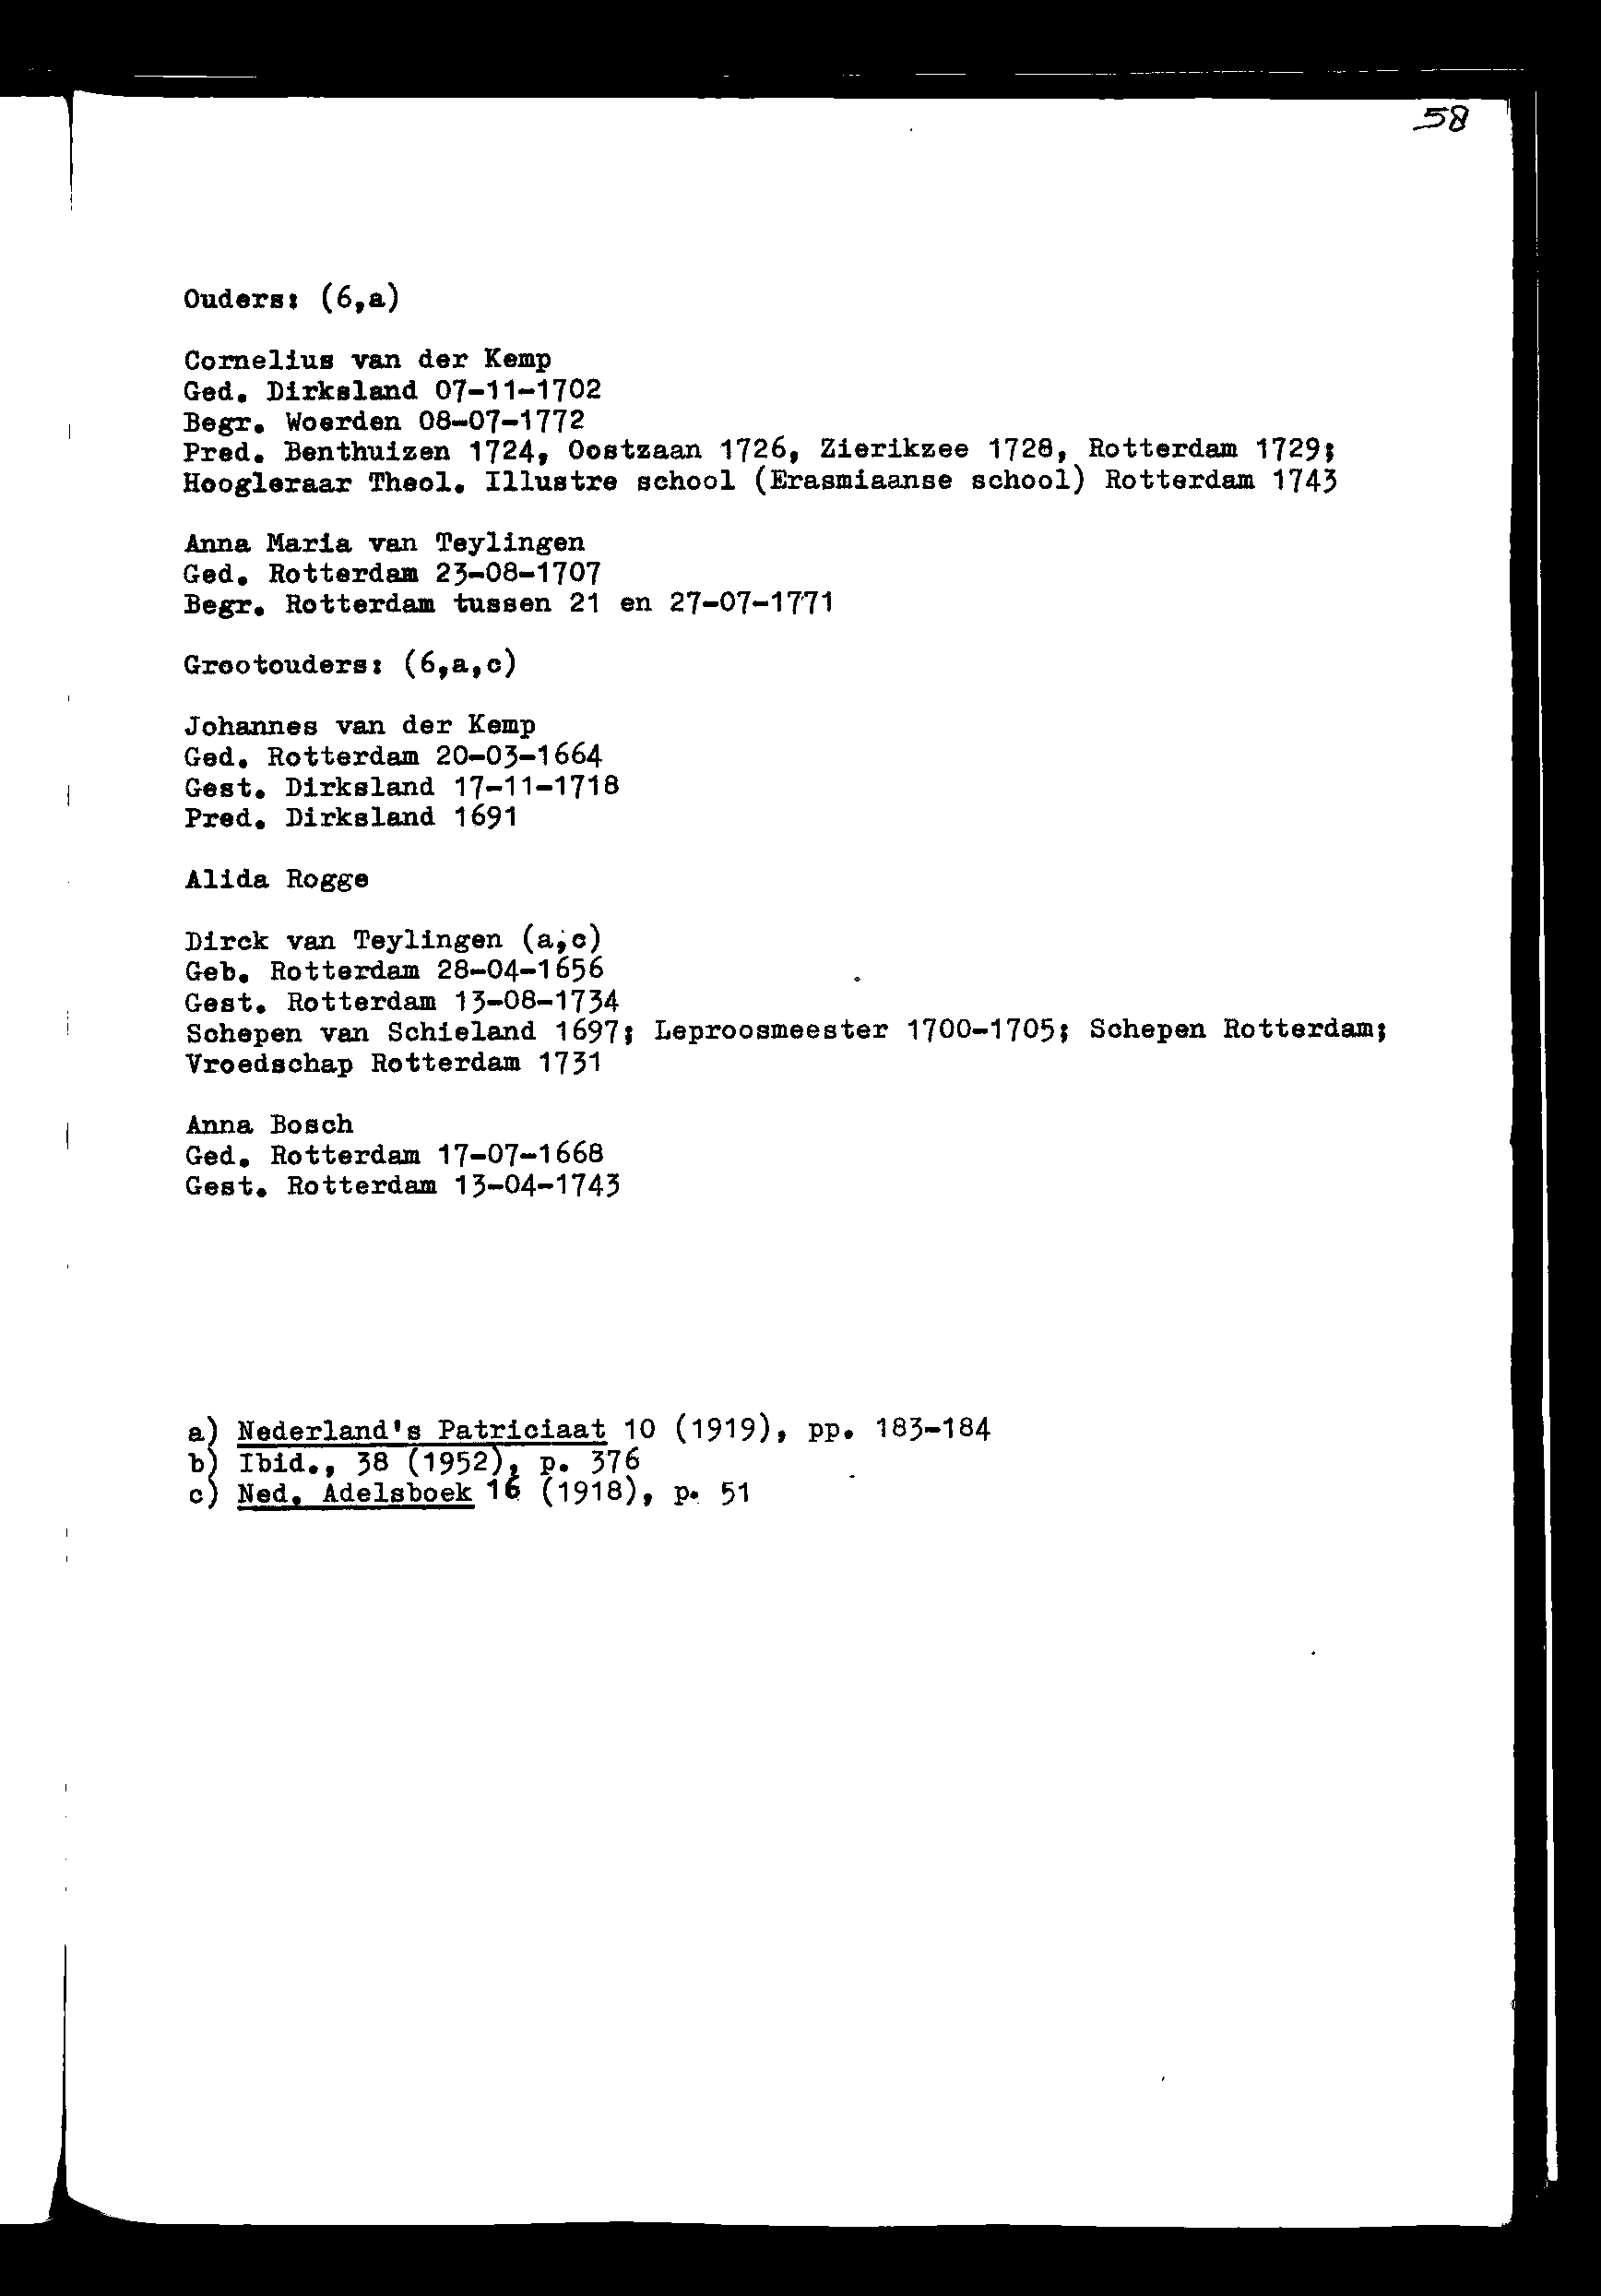 58
Ouders: (6,a)
Cornelius van der Kemp
Ged. Dirksland 07-11-1702
Begr. Woerden 08-07-1772
Pred. Benthuizen 1724, Oostzaan 1726, Zierikzee 1728, Rotterdam 1729;
Hoogleraar Theol. Illustre school (Erasmiaanse school) Rotterdam 1743
Anna Maria van Teylingen
Ged. Rotterdam 23-08-1707
Begr. Rotterdam tussen 21 en 27-07-1771
Grootouders: (6,a,c)
Johannes van der Kemp
Ged. Rotterdam 20-03-1664
Gest. Dirksland 17-11-1718
Pred. Dirksland 1691
Alida Rogge
Dirck van Teylingen (a,c)
Geb. Rotterdam 28-04-1656
Gest. Rotterdam 13-08-1734
Schepen van Schieland 1697; Leproosmeester 1700-1705; Schepen Rotterdam;
Vroedschap Rotterdam 1731
Anna Bosch
Ged. Rotterdam 17-07-1668
Gest. Rotterdam 13-04-1743
a) Nederland's Patriciaat 10 (1919), pp. 183-184
b) Ibid., 38 (1952), p. 376
c) Ned. Adelsboek 16 (1918), p. 51